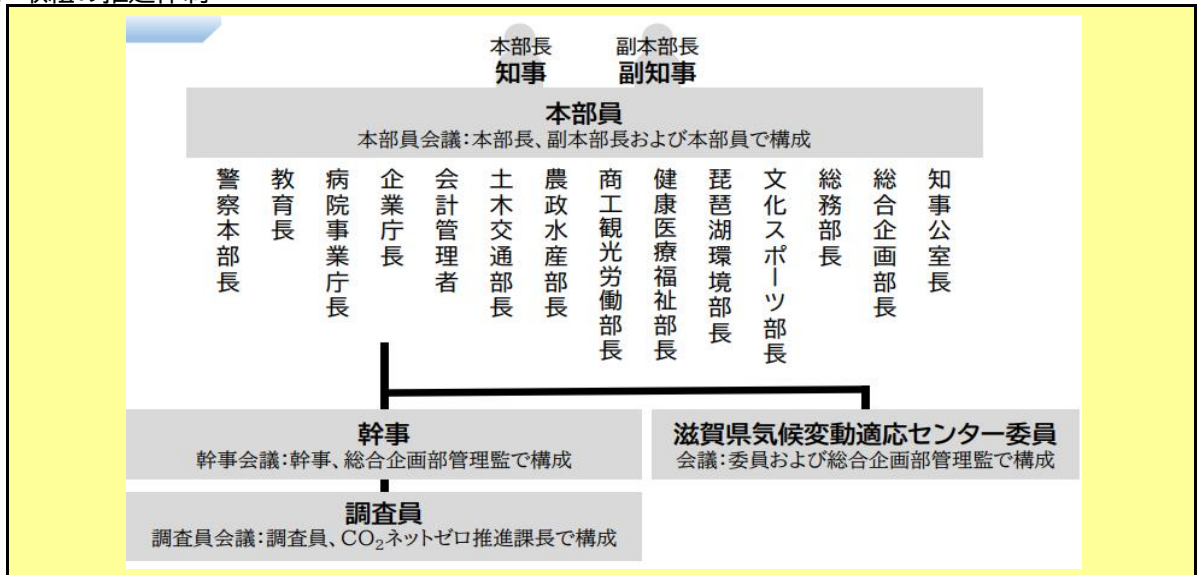 本部長
知事
副本部長
副知事
本部員
本部員会議:本部長、副本部長および本部員で構成
知事公室長
総合企画部長
総務部長
文化スポーツ部長
琵琶湖環境部長
健康医療福祉部長
商工観光労働部長
農政水産部長
土木交通部長
会計管理者
企業庁長
病院事業庁長
教育長
警察本部長
幹事
幹事会議:幹事、総合企画部管理監で構成
滋賀県気候変動適応センター委員
会議:委員および総合企画部管理監で構成
調査員
調査員会議:調査員、CO₂ネットゼロ推進課長で構成